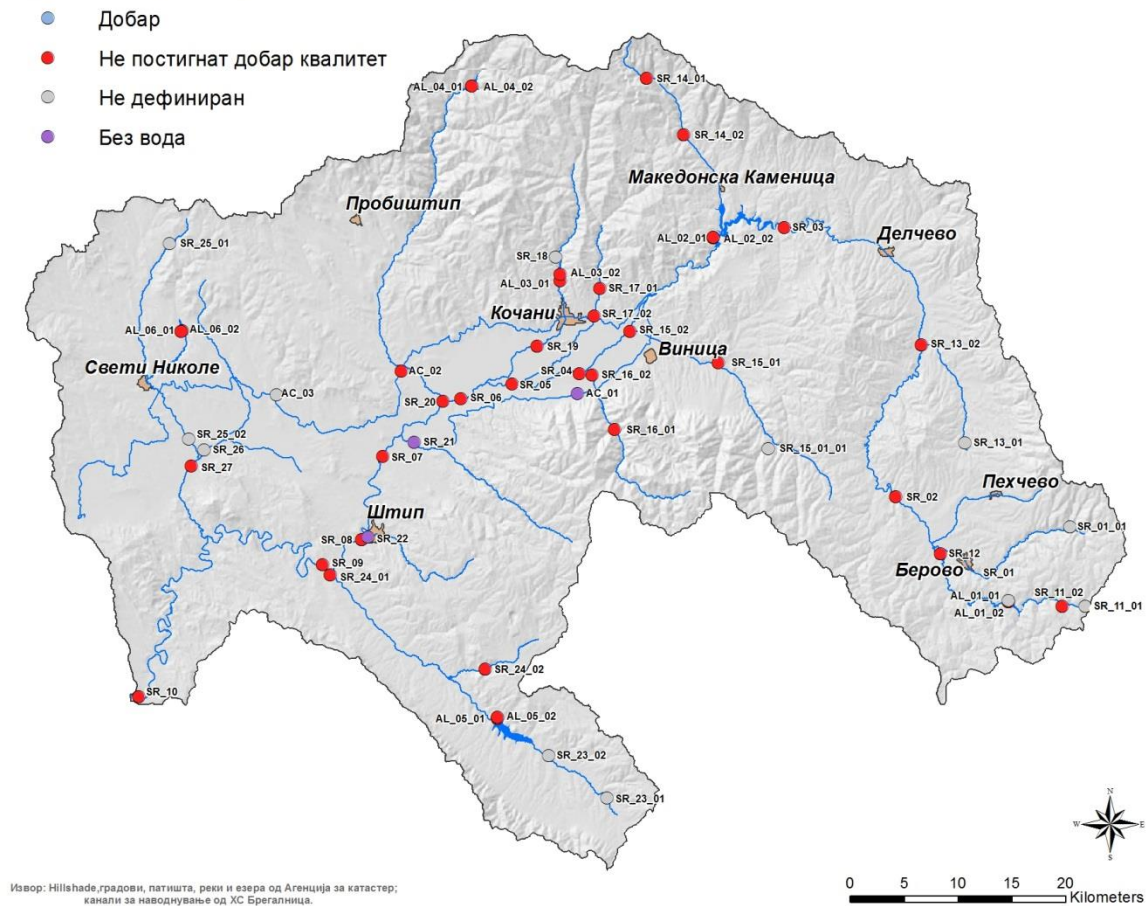 Добар
Не постигнат добар квалитет
Не дефиниран
Без вода
AL_04_01
AL_04_02
SR_14_01
SR_14_02
Македонска Каменица
Пробиштип
SR_03
AL_02_01
AL_02_02
Делчево
SR_25_01
SR_18
AL_03_02
AL_03_01
SR_17_01
Кочани
SR_17_02
AL_06_01
AL_06_02
SR_15_02
SR_13_02
SR_19
Виница
SR_15_01
Свети Николе
AC_02
SR_04
SR_16_02
SR_05
AC_03
AC_01
SR_20
SR_06
SR_16_01
SR_25_02
SR_21
SR_13_01
SR_26
SR_15_01_01
SR_07
SR_27
Пехчево
SR_02
Штип
SR_01_01
SR_08
SR_22
SR_12
SR_09
Берово
SR_01
SR_24_01
AL_01_01
SR_11_02
AL_01_02
SR_11_01
SR_24_02
SR_10
AL_05_01
AL_05_02
SR_23_02
SR_23_01
N
W
E
S
Извор: Hillshade,градови, патишта, реки и езера од Агенција за катастер;
канали за наводнување од ХС Брегалница.
0 5 10 15 20
Kilometers